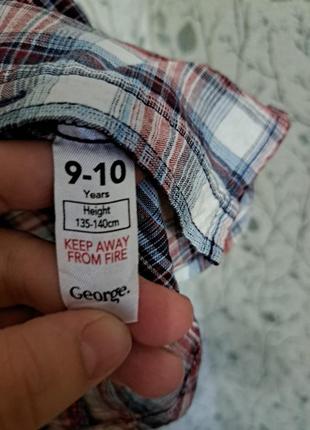 9-10
Years
Height
135-140cm
KEEP AWAY
FROM FIRE
George.